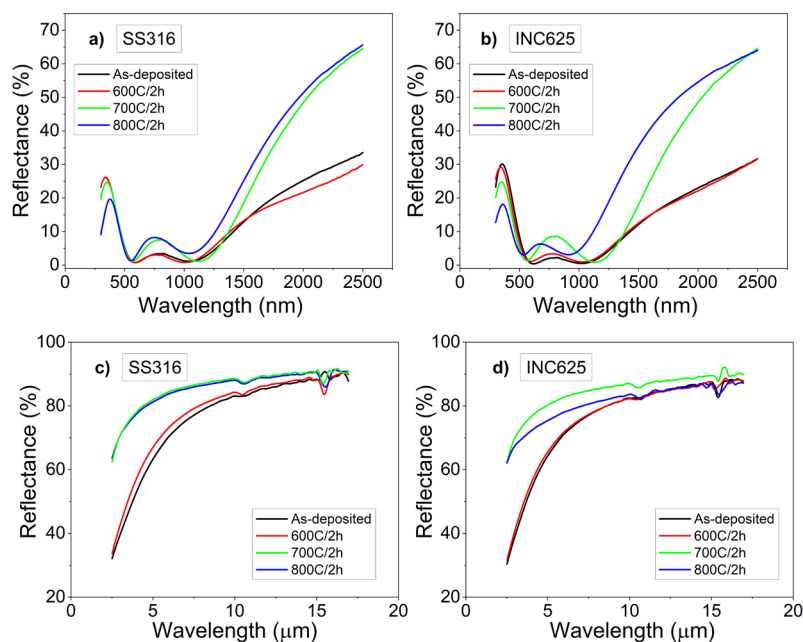 a) SS316
As-deposited
600C/2h
700C/2h
800C/2h
Reflectance (%)
70
60
50
40
30
20
10
0
0 500 1000 1500 2000 2500
Wavelength (nm)
b) INC625
As-deposited
600C/2h
700C/2h
800C/2h
Reflectance (%)
70
60
50
40
30
20
10
0
0 500 1000 1500 2000 2500
Wavelength (nm)
c) SS316
As-deposited
600C/2h
700C/2h
800C/2h
Reflectance (%)
100
80
60
40
20
0 5 10 15 20
Wavelength (μm)
d) INC625
As-deposited
600C/2h
700C/2h
800C/2h
Reflectance (%)
100
80
60
40
20
0 5 10 15 20
Wavelength (μm)